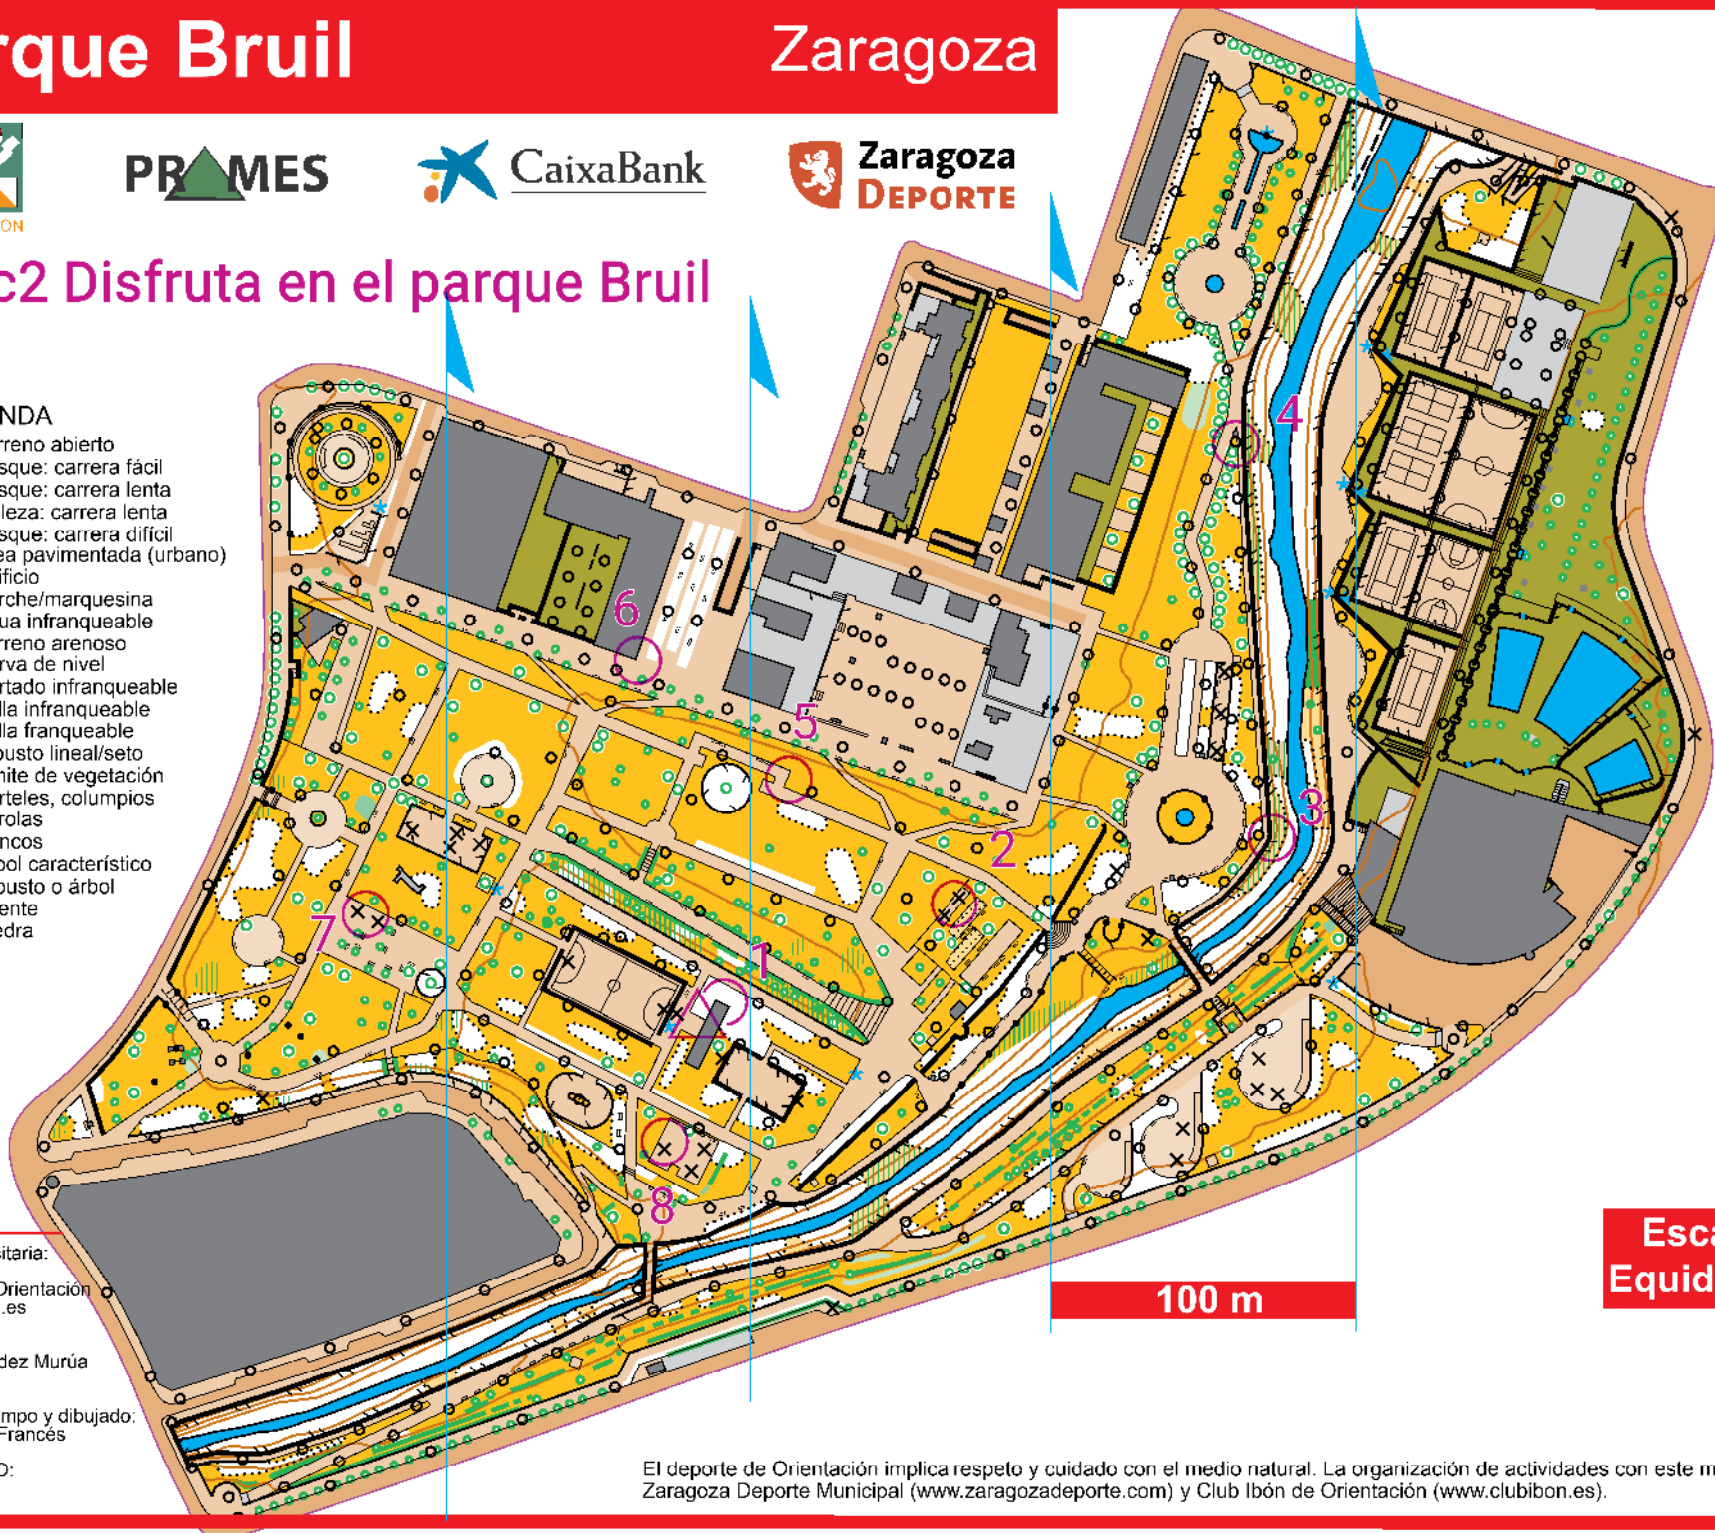 rque Bruil
Zaragoza
ON
PRAMES
CaixaBank
Zaragoza
DEPORTE
c2 Disfruta en el parque Bruil
NDA
rreno abierto
sque: carrera fácil
sque: carrera lenta
leza: carrera lenta
sque: carrera difícil
ea pavimentada (urbano)
ificio
rche/marquesina
ua infranqueable
rreno arenoso
rva de nivel
rtado infranqueable
lla infranqueable
lla franqueable
busto lineal/seto
nite de vegetación
rteles, columpios
rolas
ncos
bol característico
busto o árbol
ente
edra
4
6
5
3
2
7
1
8
sitaria:
Orientación
.es
dez Murúa
mpo y dibujado:
Francés
O:
100 m
Esca
Equid
El deporte de Orientación implica respeto y cuidado con el medio natural. La organización de actividades con este m
Zaragoza Deporte Municipal (www.zaragozadeporte.com) y Club Ibón de Orientación (www.clubibon.es).